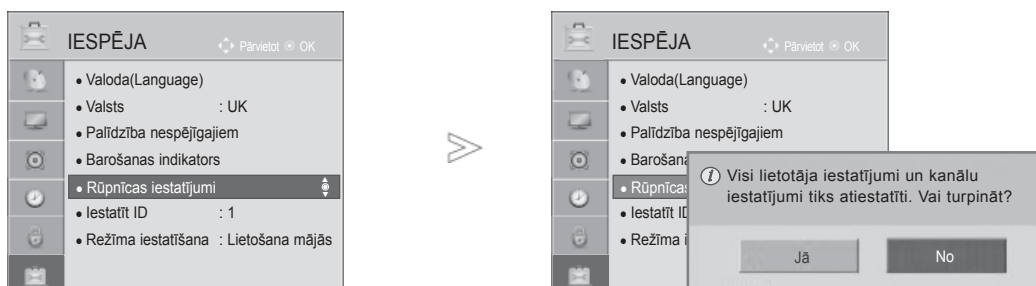 IESPĒJA
Pārvietot OK
• Valoda(Language)
• Valsts : UK
• Palīdzība nespējīgajiem
• Barošanas indikators
• Rūpnīcas iestatījumi
• Iestatīt ID : 1
• Režīma iestatīšana : Lietošana mājās
IESPĒJA
Pārvietot OK
• Valoda(Language)
• Valsts : UK
• Palīdzība nespējīgajiem
• Barošana
• Rūpnīcas
• Iestatīt ID
• Režīma i
Visi lietotāja iestatījumi un kanālu
iestatījumi tiks atiestatīti. Vai turpināt?
Jā
No